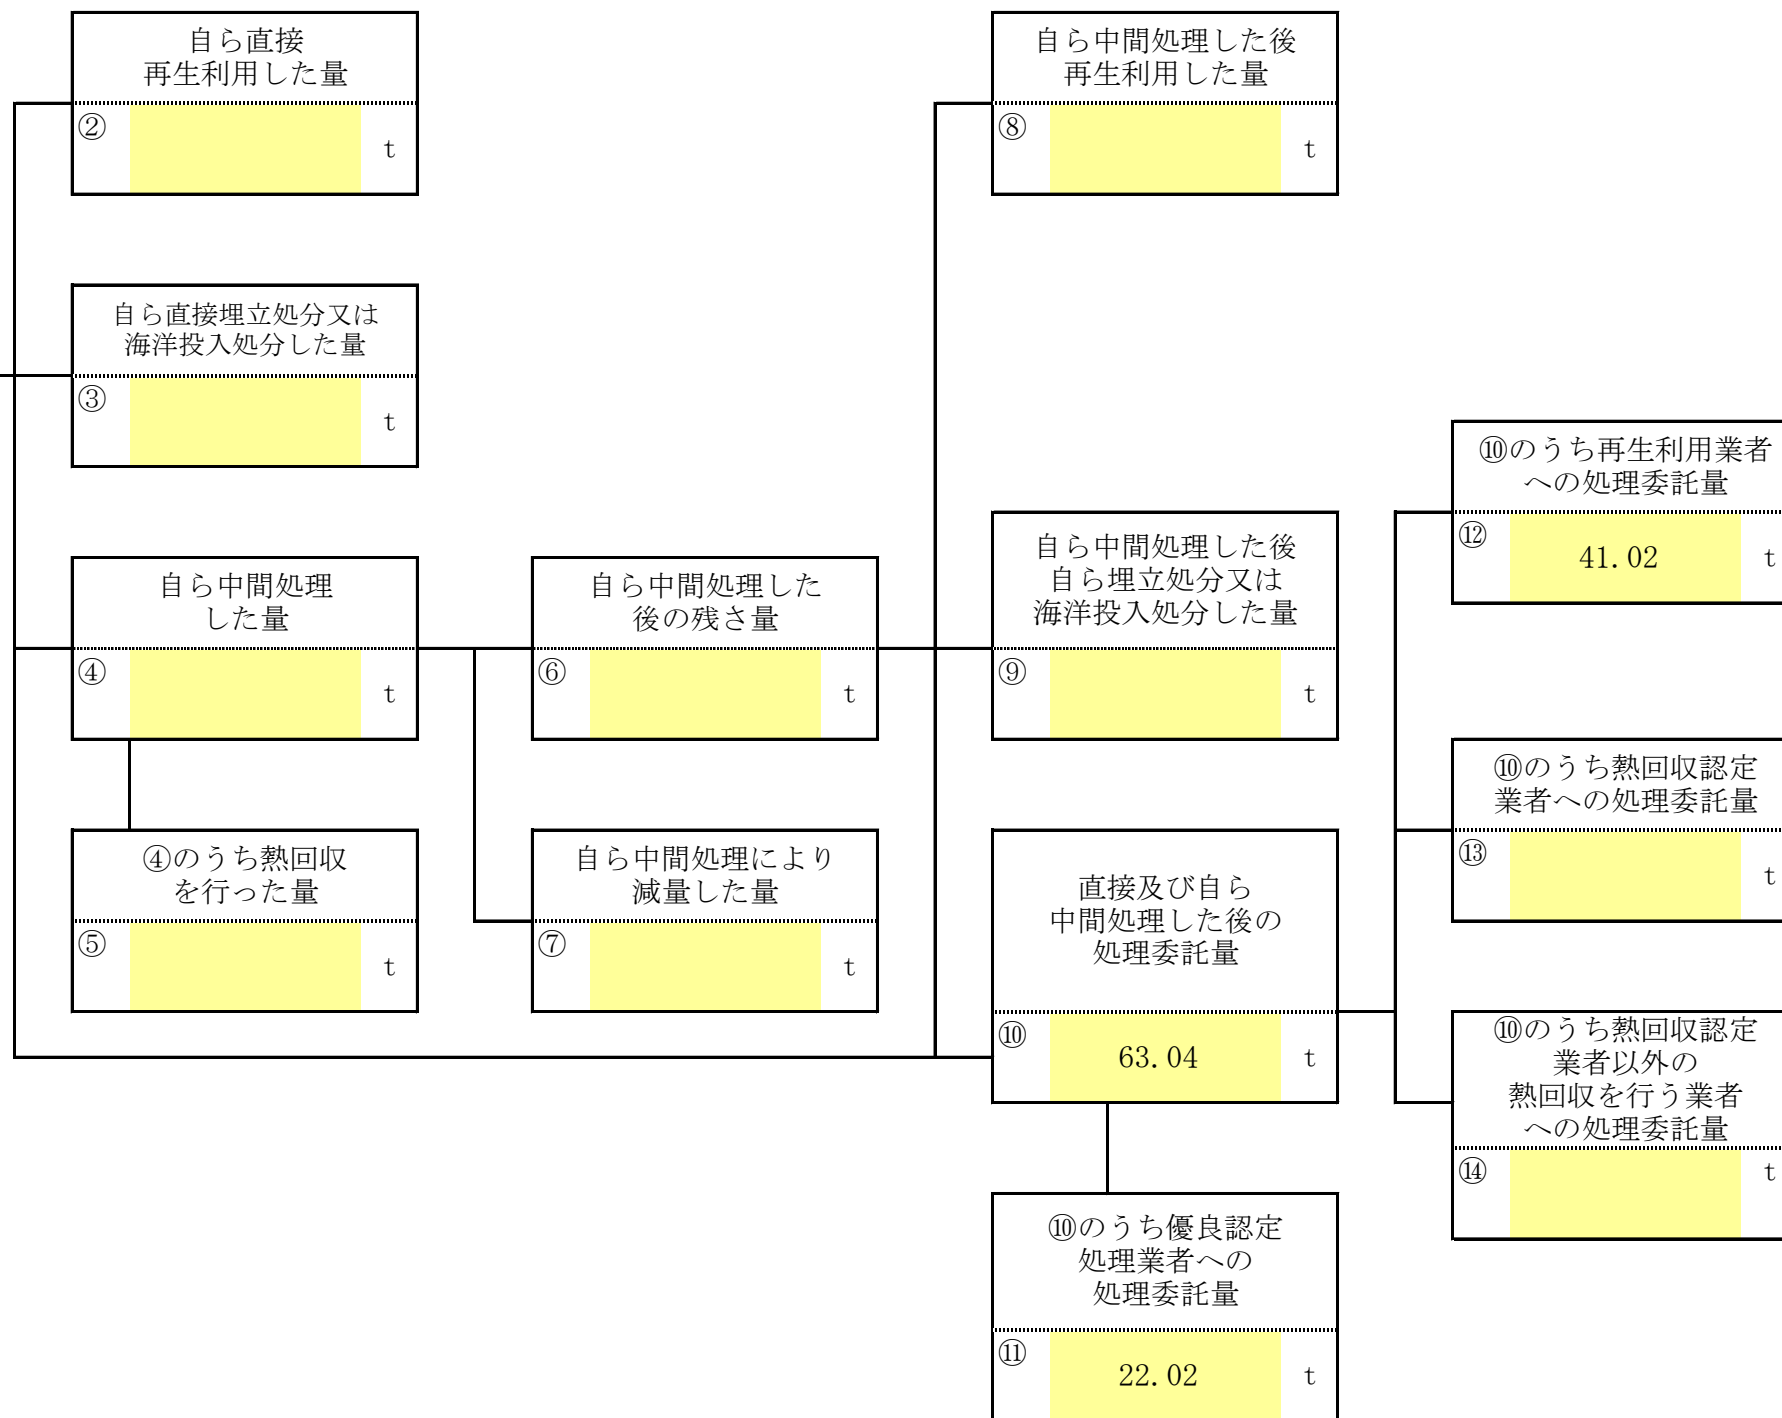 自ら直接
再生利用した量
②
t
自ら中間処理した後
再生利用した量
⑧
t
自ら直接埋立処分又は
海洋投入処分した量
③
t
⑩のうち再生利用業者
への処理委託量
⑫
41.02
t
自ら中間処理
した量
④
t
自ら中間処理した
後の残さ量
⑥
t
自ら中間処理した後
自ら埋立処分又は
海洋投入処分した量
⑨
t
⑩のうち熱回収認定
業者への処理委託量
⑬
t
④のうち熱回収
を行った量
⑤
t
自ら中間処理により
減量した量
⑦
t
直接及び自ら
中間処理した後の
処理委託量
⑩
63.04
t
⑩のうち熱回収認定
業者以外の
熱回収を行う業者
への処理委託量
⑭
t
⑩のうち優良認定
処理業者への
処理委託量
⑪
22.02
t